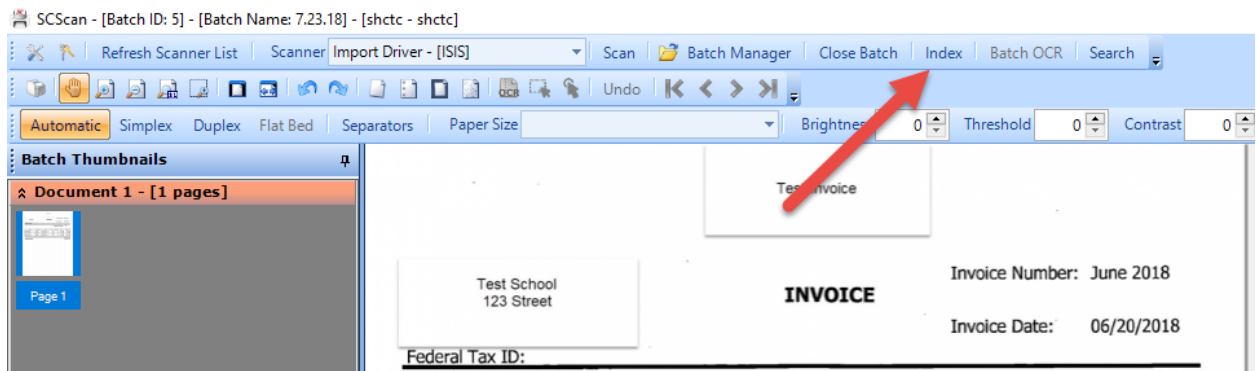 SCScan - [Batch ID: 5] - [Batch Name: 7.23.18] - [shctc - shctc]
Refresh Scanner List Scanner Import Driver - [ISIS] Scan Batch Manager Close Batch Index Batch OCR Search
OCR Undo
Automatic Simplex Duplex Flat Bed Separators Paper Size Brightnes 0 Threshold 0 Contrast 0
Batch Thumbnails
Document 1 - [1 pages]
Page 1
Invoice
Test School
123 Street
INVOICE
Invoice Number: June 2018
Invoice Date: 06/20/2018
Federal Tax ID: